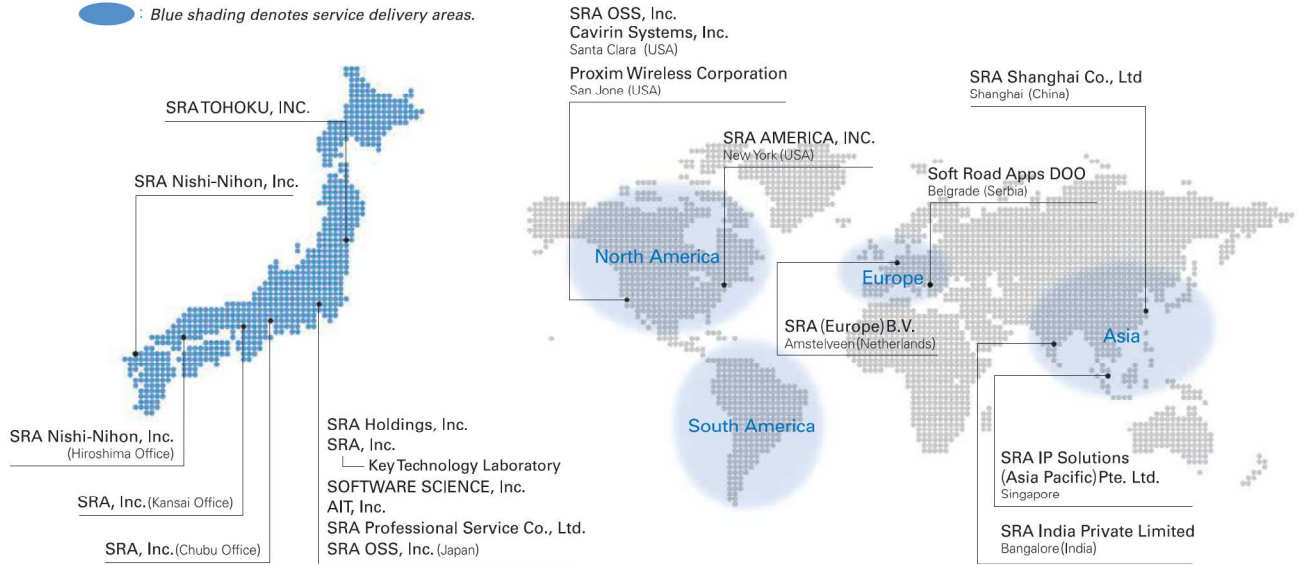 : Blue shading denotes service delivery areas.
SRA TOHOKU, INC.
SRA Nishi-Nihon, Inc.
SRA Nishi-Nihon, Inc.
(Hiroshima Office)
SRA, Inc. (Kansai Office)
SRA, Inc. (Chubu Office)
SRA Holdings, Inc.
SRA, Inc.
Key Technology Laboratory
SOFTWARE SCIENCE, Inc.
AIT, Inc.
SRA Professional Service Co., Ltd.
SRA OSS, Inc. (Japan)
SRA OSS, Inc.
Cavirin Systems, Inc.
Santa Clara (USA)
Proxim Wireless Corporation
San Jone (USA)
SRA AMERICA, INC.
New York (USA)
SRA Shanghai Co., Ltd
Shanghai (China)
Soft Road Apps DOO
Belgrade (Serbia)
North America
Europe
Asia
South America
SRA (Europe) B.V.
Amstelveen (Netherlands)
SRA IP Solutions
(Asia Pacific) Pte. Ltd.
Singapore
SRA India Private Limited
Bangalore (India)